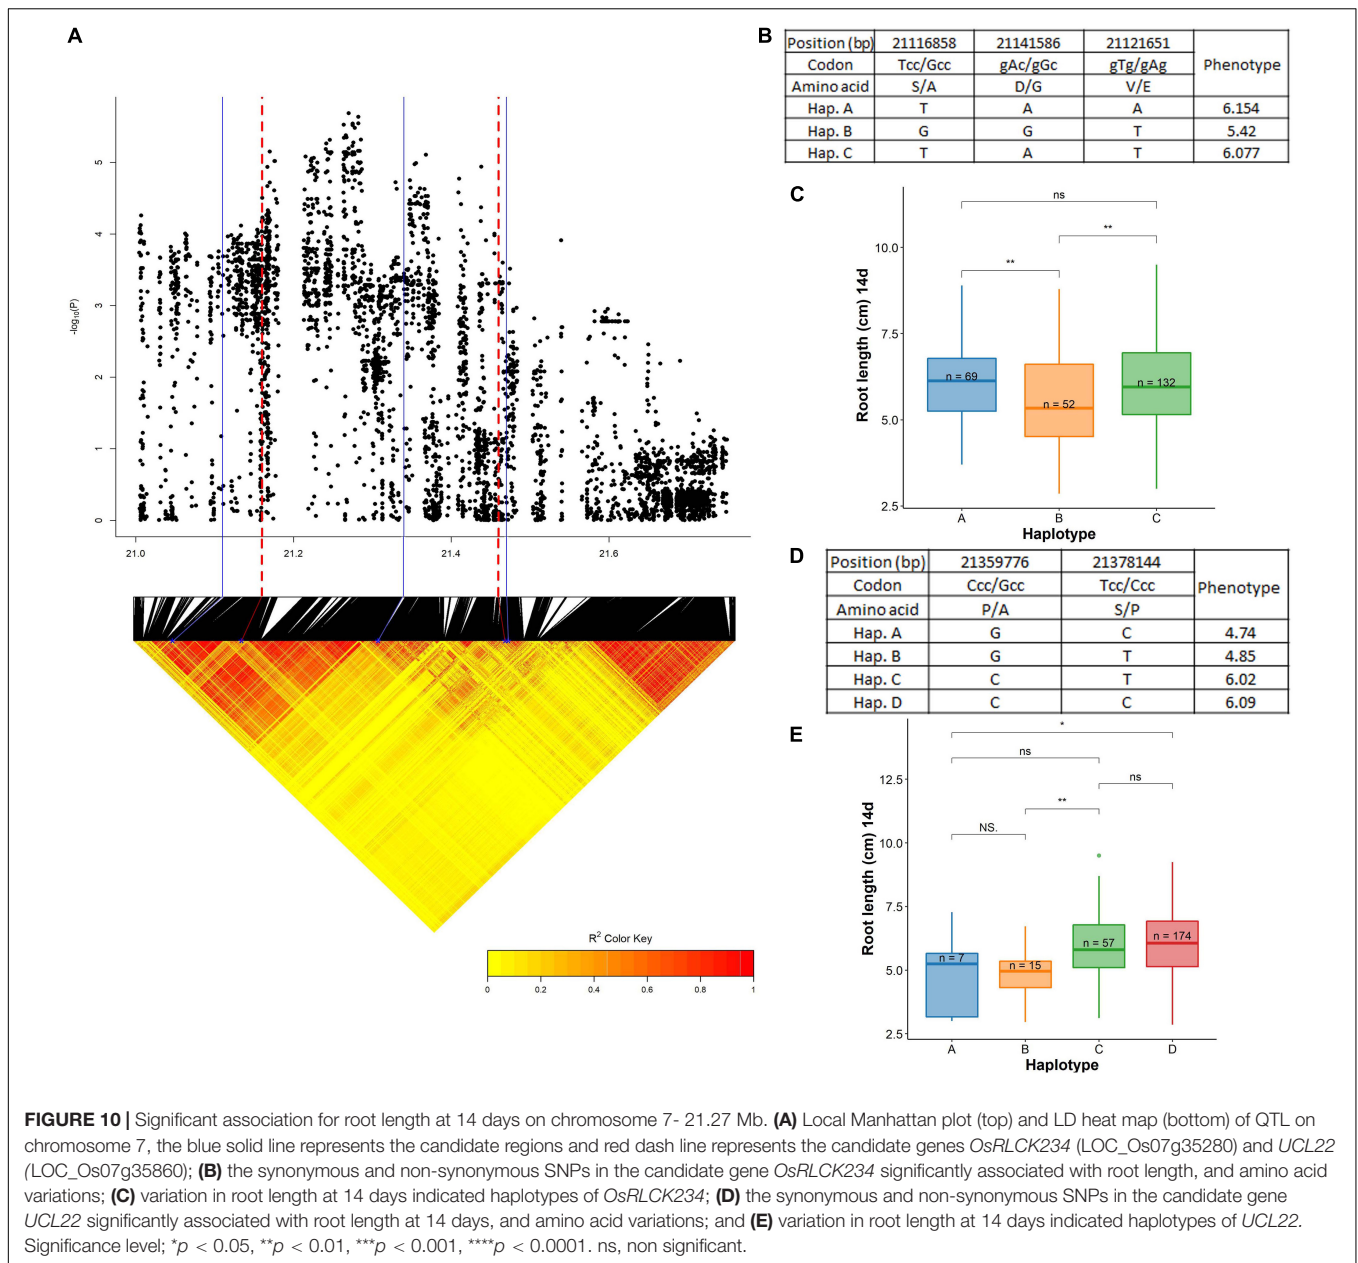 A
-log10(P)
5
4
3
2
1
0
21.0 21.2 21.4 21.6
R2 Color Key
0 0.2 0.4 0.6 0.8 1
B
Position (bp) 21116858 21141586 21121651 Phenotype
Codon Tcc/Gcc gAc/gGc gTg/gAg
Amino acid S/A D/G V/E
Hap. A T A A 6.154
Hap. B G G T 5.42
Hap. C T A T 6.077
C
Root length (cm) 14d
10.0
7.5
5.0
2.5
ns
**
**
n = 69
n = 52
n = 132
A B C
Haplotype
D
Position (bp) 21359776 21378144 Phenotype
Codon Ccc/Gcc Tcc/Ccc
Amino acid P/A S/P
Hap. A G C 4.74
Hap. B G T 4.85
Hap. C C T 6.02
Hap. D C C 6.09
E
Root length (cm) 14d
12.5
10.0
7.5
5.0
2.5
*
ns
ns
**
NS.
n = 7
n = 15
n = 57
n = 174
A B C D
Haplotype
FIGURE 10 | Significant association for root length at 14 days on chromosome 7- 21.27 Mb. (A) Local Manhattan plot (top) and LD heat map (bottom) of QTL on
chromosome 7, the blue solid line represents the candidate regions and red dash line represents the candidate genes OsRLCK234 (LOC_Os07g35280) and UCL22
(LOC_Os07g35860); (B) the synonymous and non-synonymous SNPs in the candidate gene OsRLCK234 significantly associated with root length, and amino acid
variations; (C) variation in root length at 14 days indicated haplotypes of OsRLCK234; (D) the synonymous and non-synonymous SNPs in the candidate gene
UCL22 significantly associated with root length at 14 days, and amino acid variations; and (E) variation in root length at 14 days indicated haplotypes of UCL22.
Significance level; *p < 0.05, **p < 0.01, ***p < 0.001, ****p < 0.0001. ns, non significant.